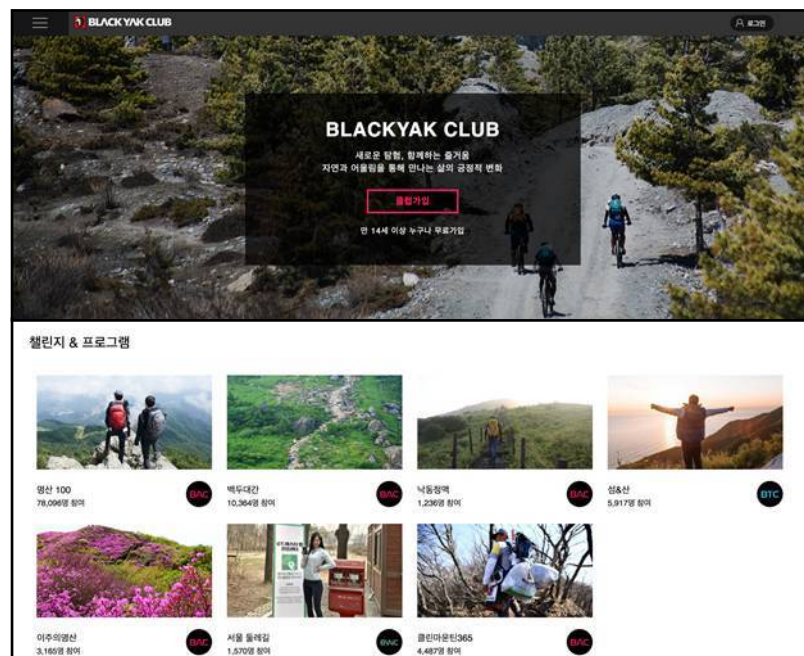 BLACK YAK CLUB
로그인
BLACKYAK CLUB
새로운 탐험, 함께하는 즐거움
자연과 어울림을 통해 만나는 삶의 긍정적 변화
클럽가입
만 14세 이상 누구나 무료가입
챌린지 & 프로그램
명산 100
78,096명 참여
BAC
백두대간
10,364명 참여
BAC
낙동정맥
1,236명 참여
BAC
섬&산
5,917명 참여
BTC
이주의명산
3,165명 참여
BAC
서울 둘레길
1,570명 참여
BWC
클린마운틴365
4,487명 참여
BAC